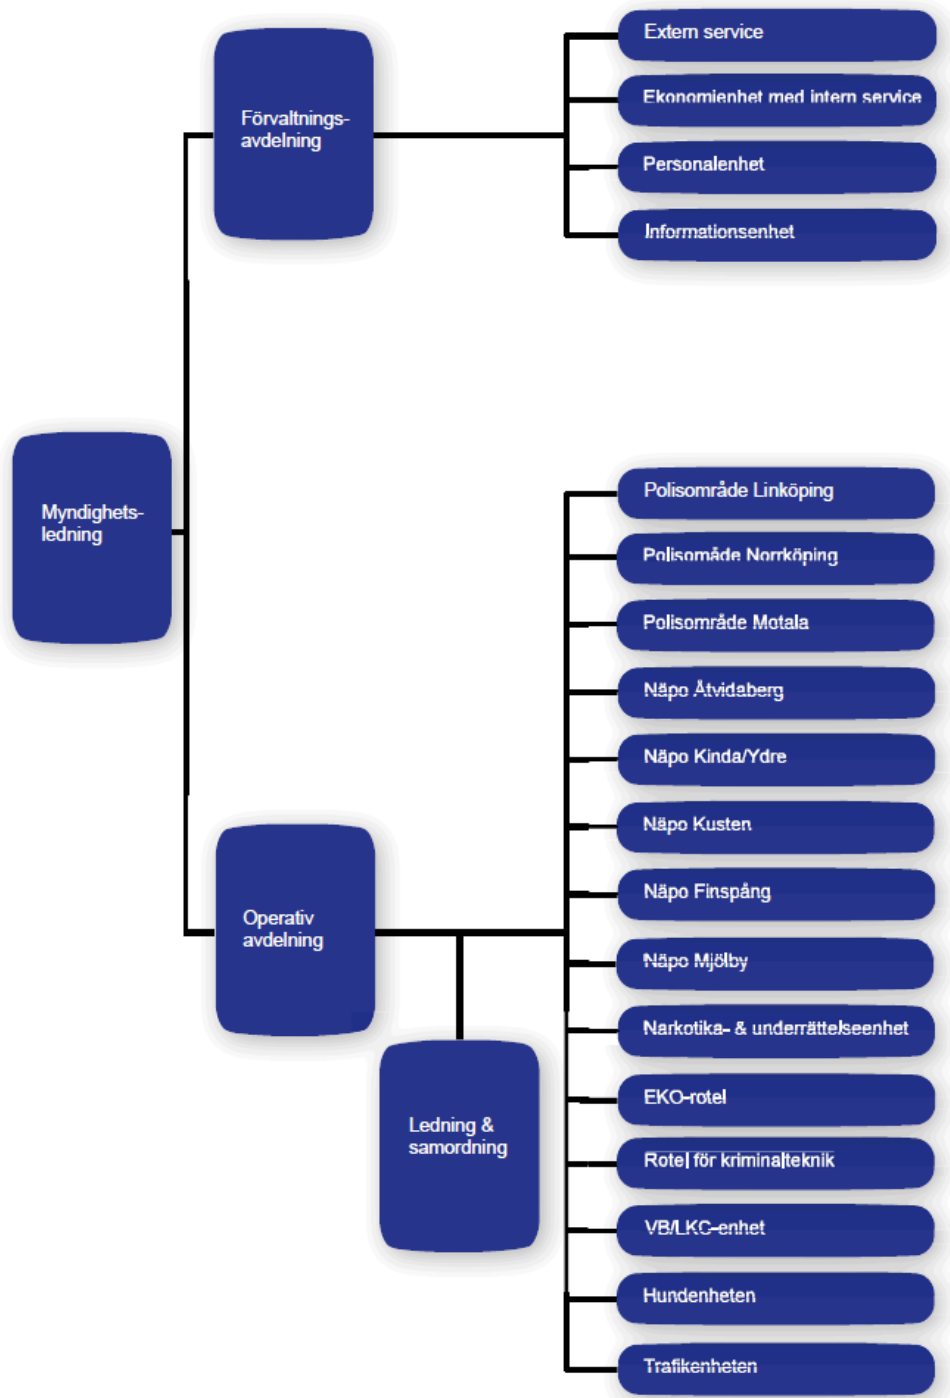 Extern service
Ekonomienhet med intern service
Förvaltnings-
avdelning
Personalenhet
Informationsenhet
Myndighets-
ledning
Polisområde Linköping
Polisomåde Norrköping
Polisområde Motala
Näpo Åtvidaberg
Näpo Kinda/Ydre
Näpo Kusten
Näpo Finspång
Operativ
avdelning
Näpo Mjölby
Narkotika- & underrättelseenhet
EKO-rotel
Ledning &
samordning
Rotel för kriminalteknik
VB/LKC-enhet
Hundenheten
Trafikenheten